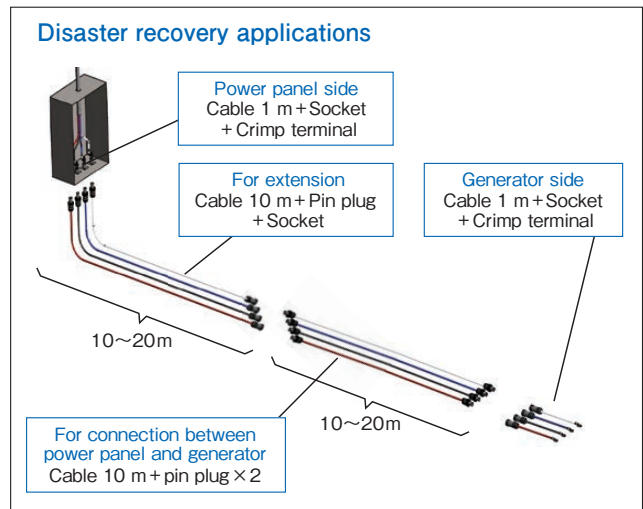 Disaster recovery applications
Power panel side
Cable 1 m+Socket
+Crimp terminal
For extension
Cable 10 m+Pin plug
+Socket
Generator side
Cable 1 m+Socket
+Crimp terminal
10～20m
10～20m
For connection between
power panel and generator
Cable 10 m+pin plug×2